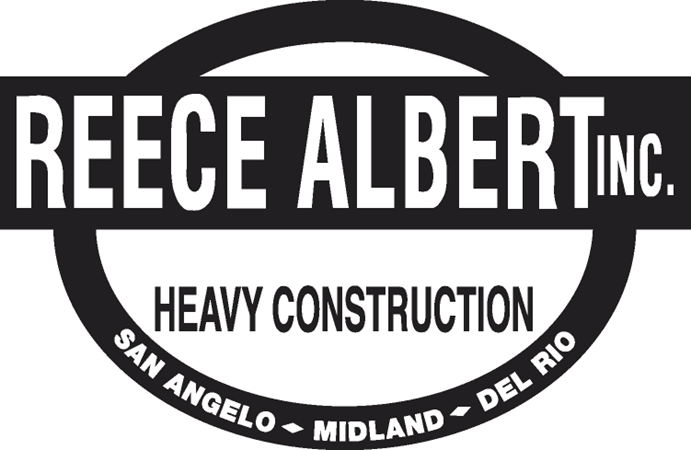 REECE ALBERT INC.
HEAVY CONSTRUCTION
SAN ANGELO - MIDLAND - DEL RIO